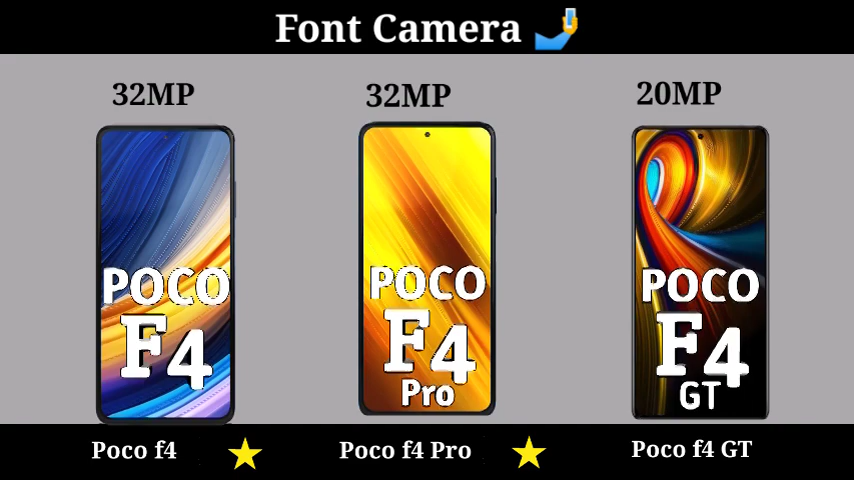 Font Camera 🤳
32MP
32MP
20MP
POCO
F4
POCO
F4
Pro
POCO
F4
GT
Poco f4
Poco f4 Pro
Poco f4 GT